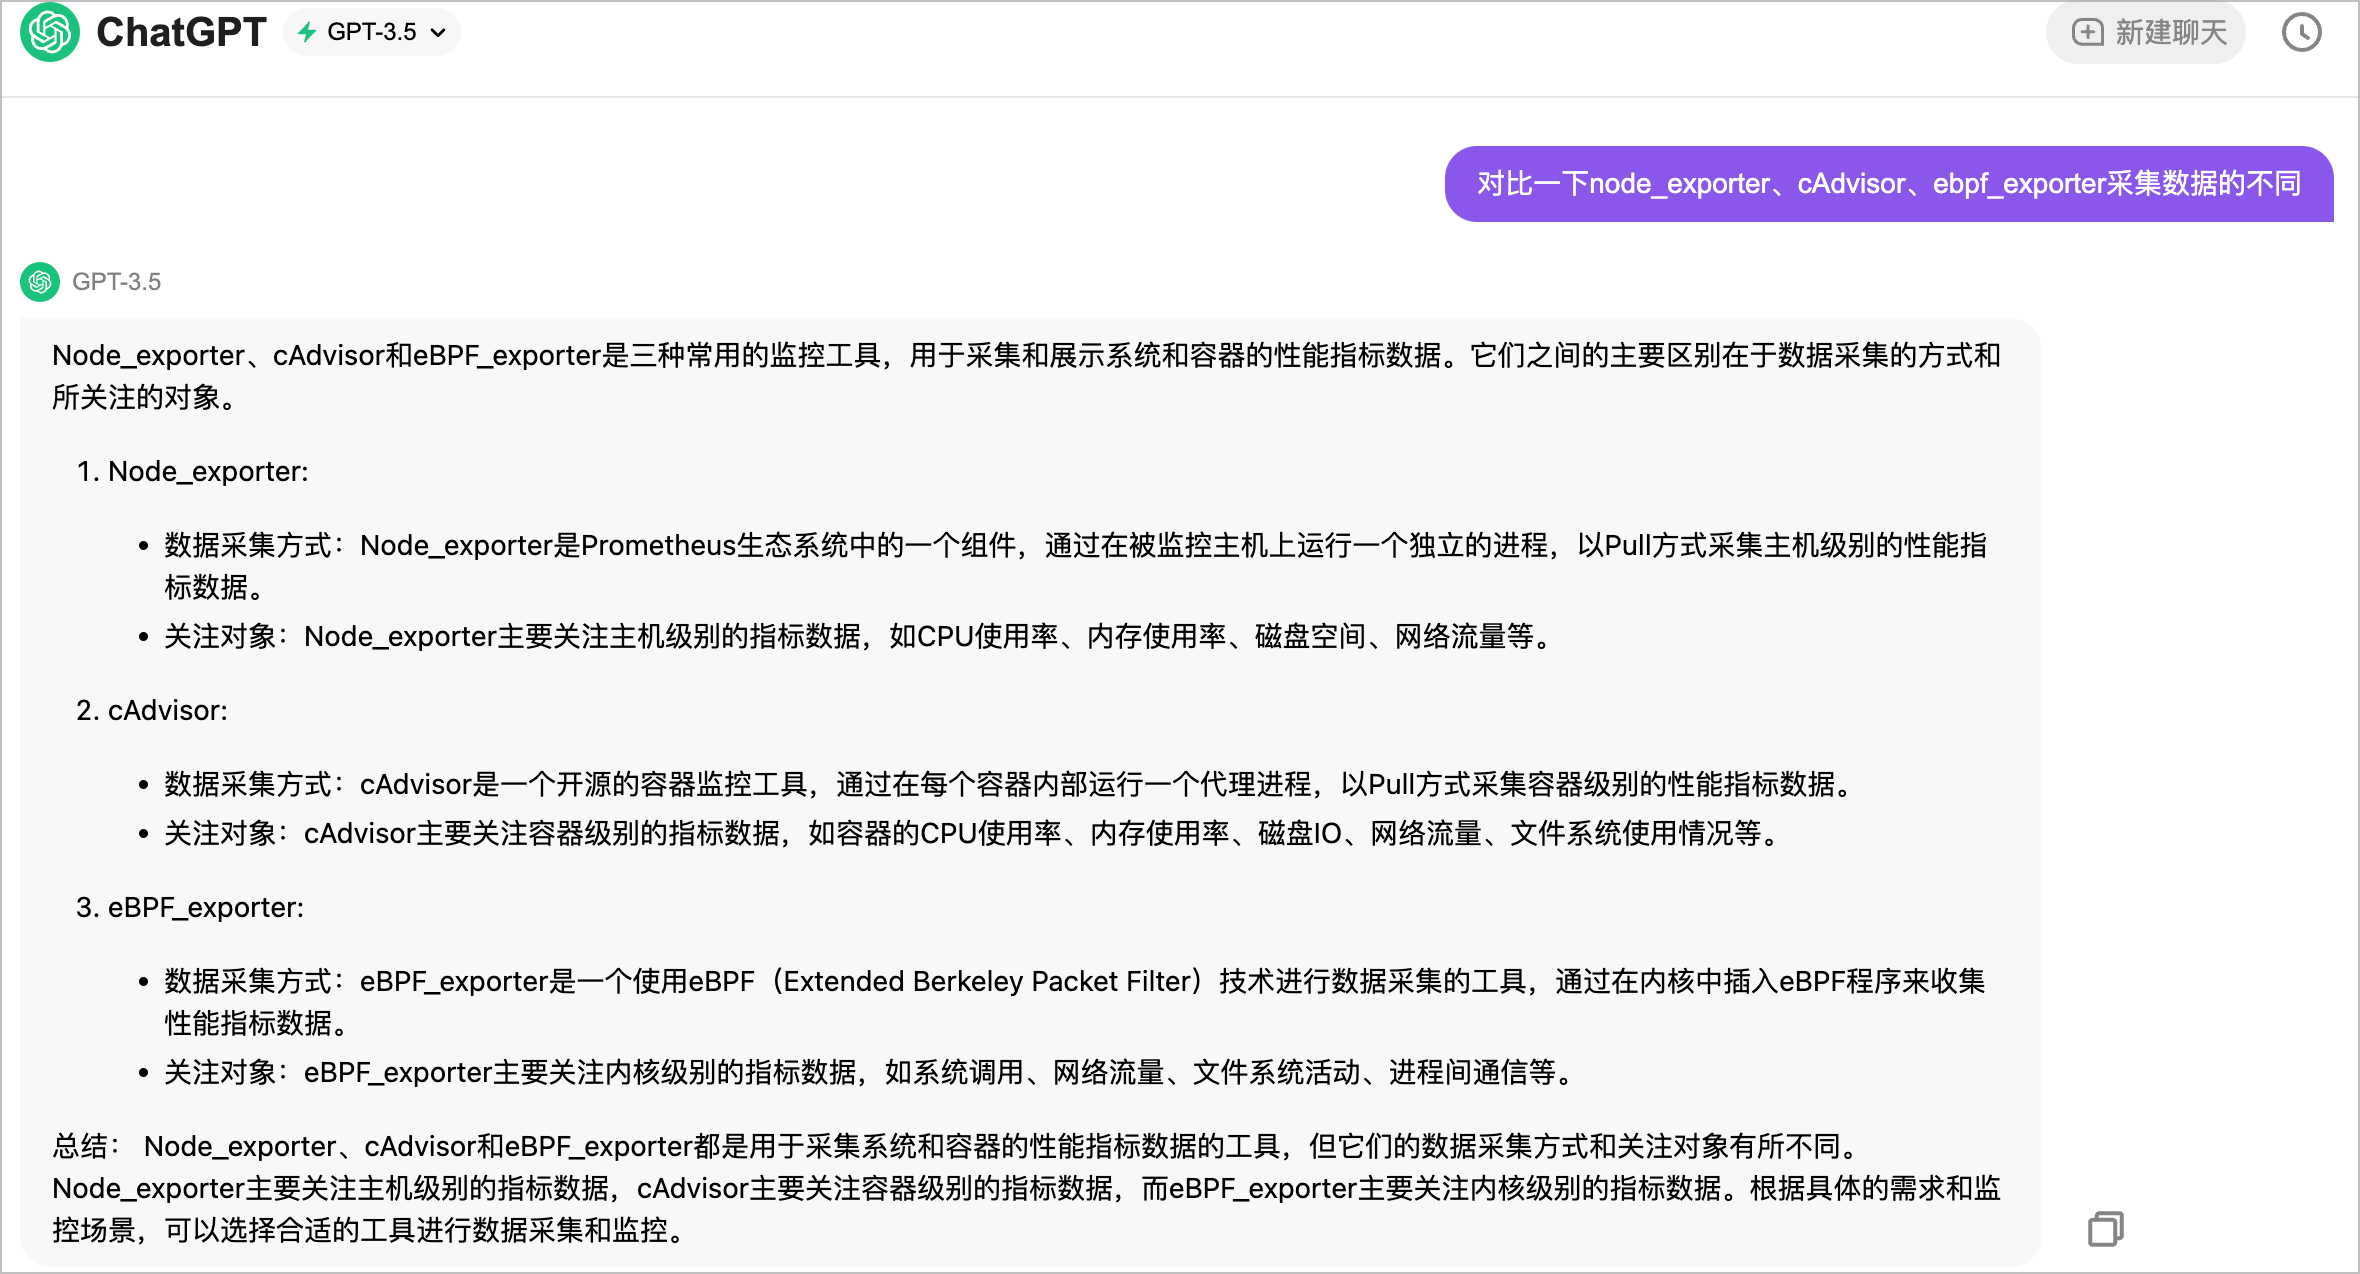 ChatGPT GPT-3.5 新建聊天
对比一下node_exporter、cAdvisor、ebpf_exporter采集数据的不同
GPT-3.5
Node_exporter、cAdvisor和eBPF_exporter是三种常用的监控工具，用于采集和展示系统和容器的性能指标数据。它们之间的主要区别在于数据采集的方式和
所关注的对象。
1. Node_exporter:
• 数据采集方式：Node_exporter是Prometheus生态系统中的一个组件，通过在被监控主机上运行一个独立的进程，以Pull方式采集主机级别的性能指
标数据。
• 关注对象：Node_exporter主要关注主机级别的指标数据，如CPU使用率、内存使用率、磁盘空间、网络流量等。
2. cAdvisor:
• 数据采集方式：cAdvisor是一个开源的容器监控工具，通过在每个容器内部运行一个代理进程，以Pull方式采集容器级别的性能指标数据。
• 关注对象：cAdvisor主要关注容器级别的指标数据，如容器的CPU使用率、内存使用率、磁盘IO、网络流量、文件系统使用情况等。
3. eBPF_exporter:
• 数据采集方式：eBPF_exporter是一个使用eBPF（Extended Berkeley Packet Filter）技术进行数据采集的工具，通过在内核中插入eBPF程序来收集
性能指标数据。
• 关注对象：eBPF_exporter主要关注内核级别的指标数据，如系统调用、网络流量、文件系统活动、进程间通信等。
总结： Node_exporter、cAdvisor和eBPF_exporter都是用于采集系统和容器的性能指标数据的工具，但它们的数据采集方式和关注对象有所不同。
Node_exporter主要关注主机级别的指标数据，cAdvisor主要关注容器级别的指标数据，而eBPF_exporter主要关注内核级别的指标数据。根据具体的需求和监
控场景，可以选择合适的工具进行数据采集和监控。